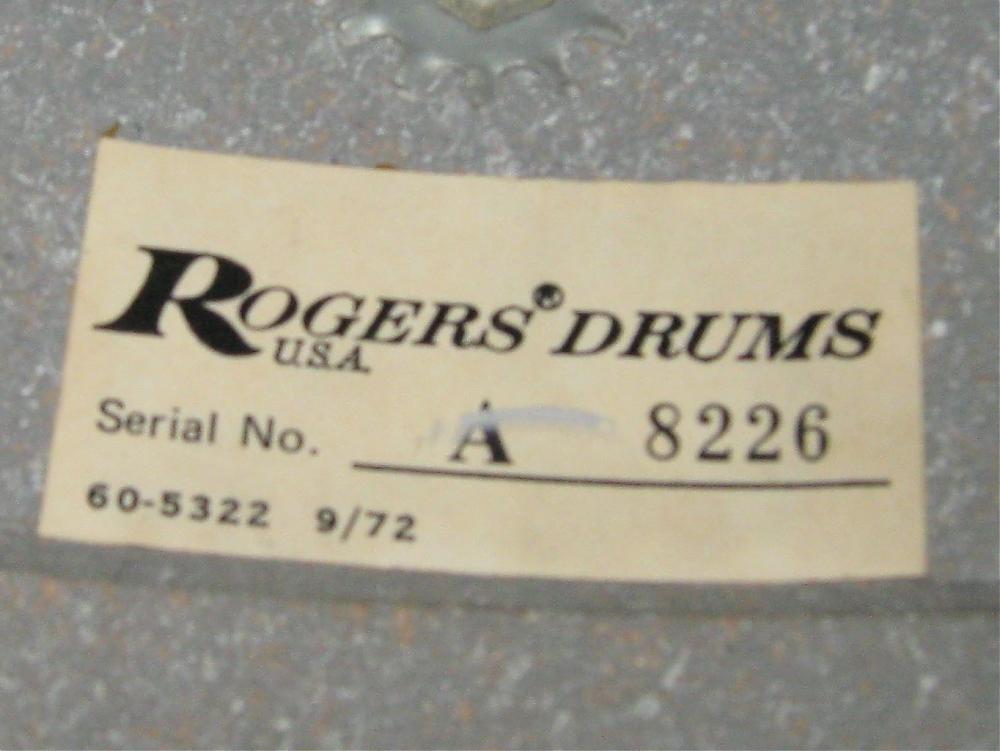 ROGERS® DRUMS
U.S.A.
Serial No. A 8226
60-5322 9/72